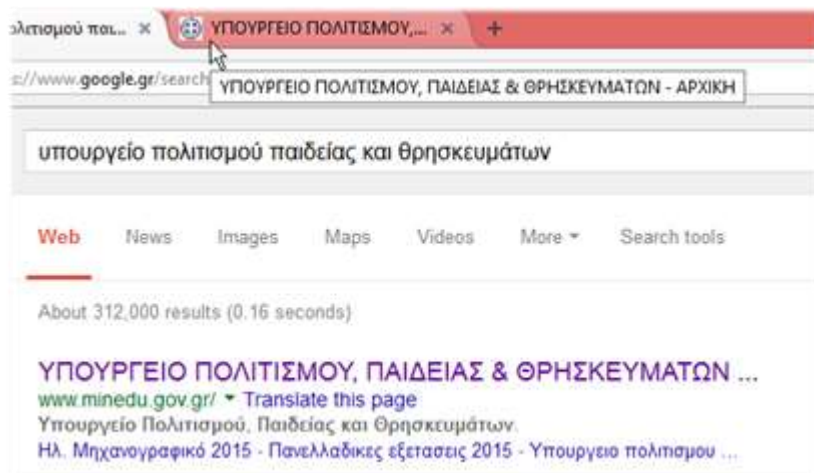 λιτισμού παι... × ΥΠΟΥΡΓΕΙΟ ΠΟΛΙΤΙΣΜΟΥ,... × +
://www.google.gr/search
ΥΠΟΥΡΓΕΙΟ ΠΟΛΙΤΙΣΜΟΥ, ΠΑΙΔΕΙΑΣ & ΘΡΗΣΚΕΥΜΑΤΩΝ - ΑΡΧΙΚΗ
υπουργείο πολιτισμού παιδείας και θρησκευμάτων
Web News Images Maps Videos More Search tools
About 312,000 results (0.16 seconds)
ΥΠΟΥΡΓΕΙΟ ΠΟΛΙΤΙΣΜΟΥ, ΠΑΙΔΕΙΑΣ & ΘΡΗΣΚΕΥΜΑΤΩΝ ...
www.minedu.gov.gr/ Translate this page
Υπουργείο Πολιτισμού, Παιδείας και Θρησκευμάτων.
Ηλ. Μηχανογραφικό 2015 - Πανελλαδικες εξετασεις 2015 - Υπουργειο πολιτισμου ...